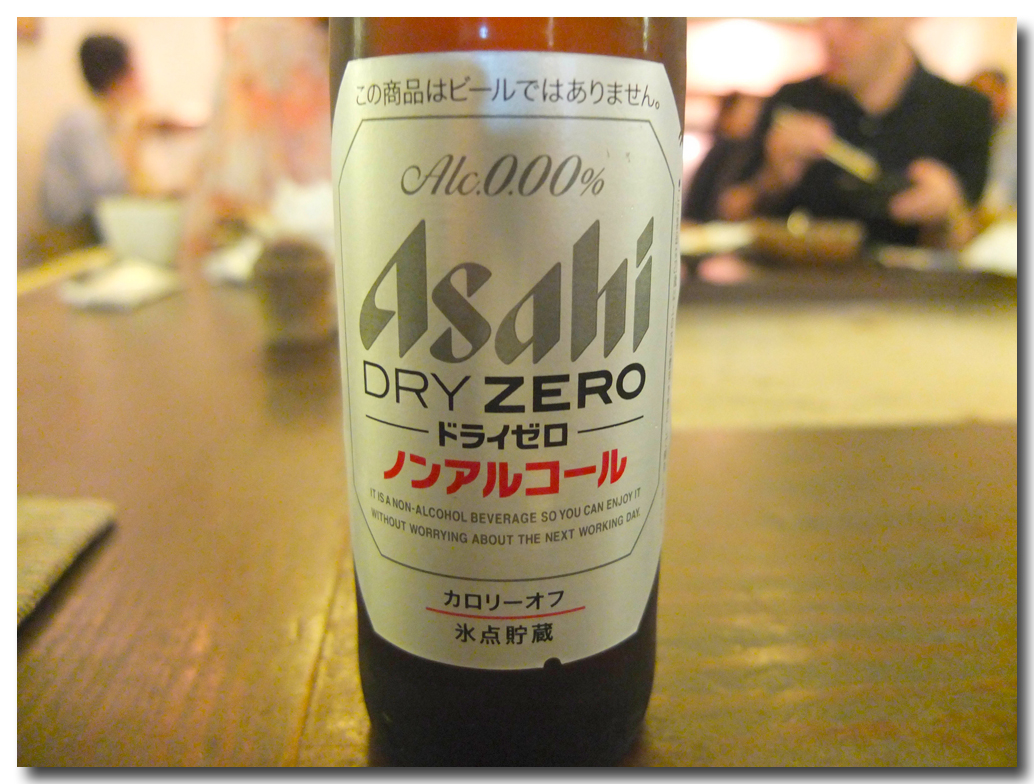 この商品はビールではありません。
Alc.0.00%
Asahi
DRY ZERO
ドライゼロ
ノンアルコール
IT IS A NON-ALCOHOL BEVERAGE SO YOU CAN ENJOY IT
WITHOUT WORRYING ABOUT THE NEXT WORKING DAY.
カロリーオフ
氷点貯蔵